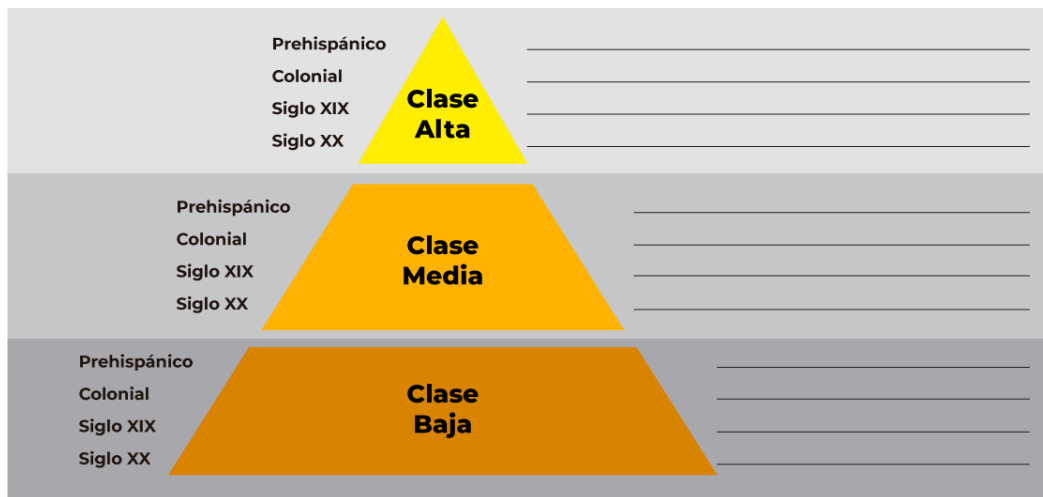 Prehispánico
Colonial
Siglo XIX
Siglo XX
Clase
Alta
Prehispánico
Colonial
Siglo XIX
Siglo XX
Clase
Media
Prehispánico
Colonial
Siglo XIX
Siglo XX
Clase
Baja